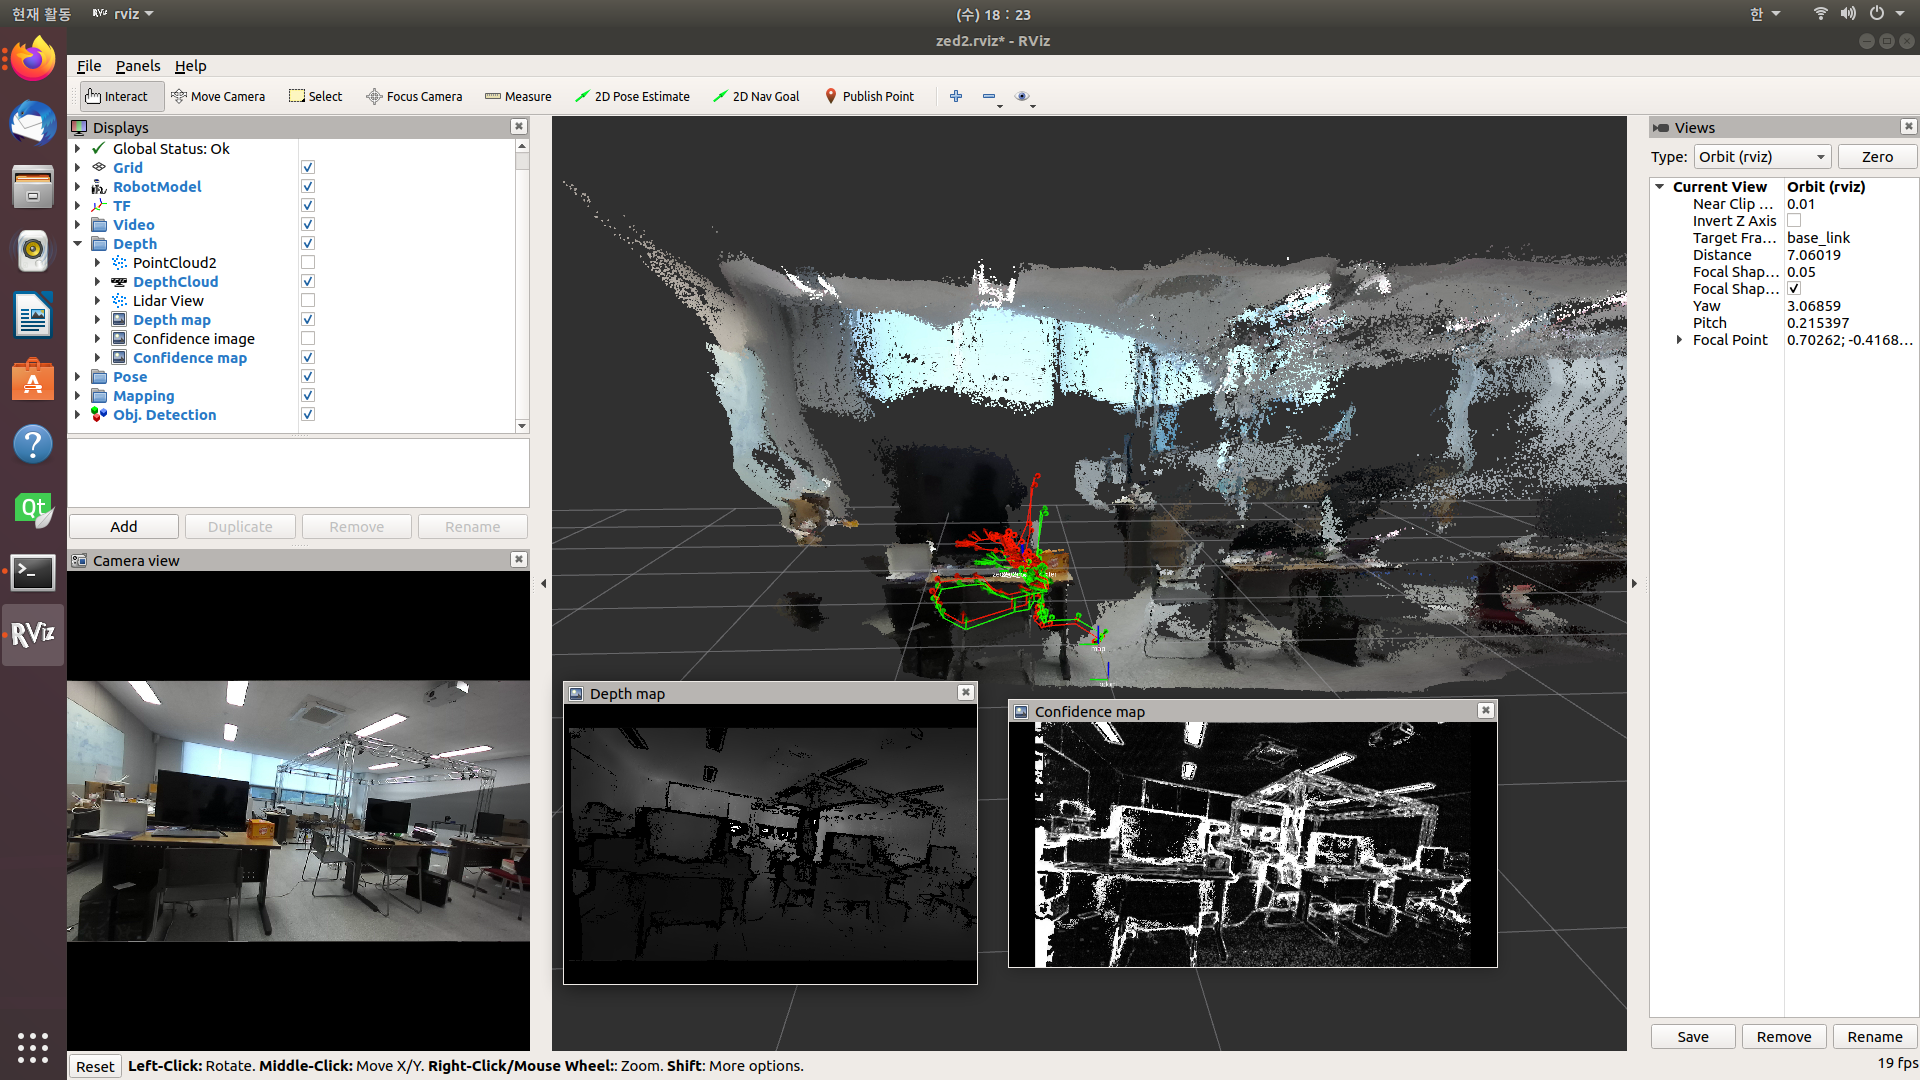 현재 활동
RViz rviz
(수) 18 : 23
한
zed2.rviz* - RViz
File Panels Help
Interact Move Camera Select Focus Camera Measure 2D Pose Estimate 2D Nav Goal Publish Point
Displays
Global Status: Ok
Grid
RobotModel
TF
Video
Depth
PointCloud2
DepthCloud
Lidar View
Depth map
Confidence image
Confidence map
Pose
Mapping
Obj. Detection
Add Duplicate Remove Rename
Camera view
map
Depth map
Confidence map
Views
Type: Orbit (rviz) Zero
Current View Orbit (rviz)
Near Clip ... 0.01
Invert Z Axis
Target Fra... base_link
Distance 7.06019
Focal Shap... 0.05
Focal Shap...
Yaw 3.06859
Pitch 0.215397
Focal Point 0.70262; -0.4168...
Save Remove Rename
Qt
RViz
Reset Left-Click: Rotate. Middle-Click: Move X/Y. Right-Click/Mouse Wheel:: Zoom. Shift: More options.
19 fps